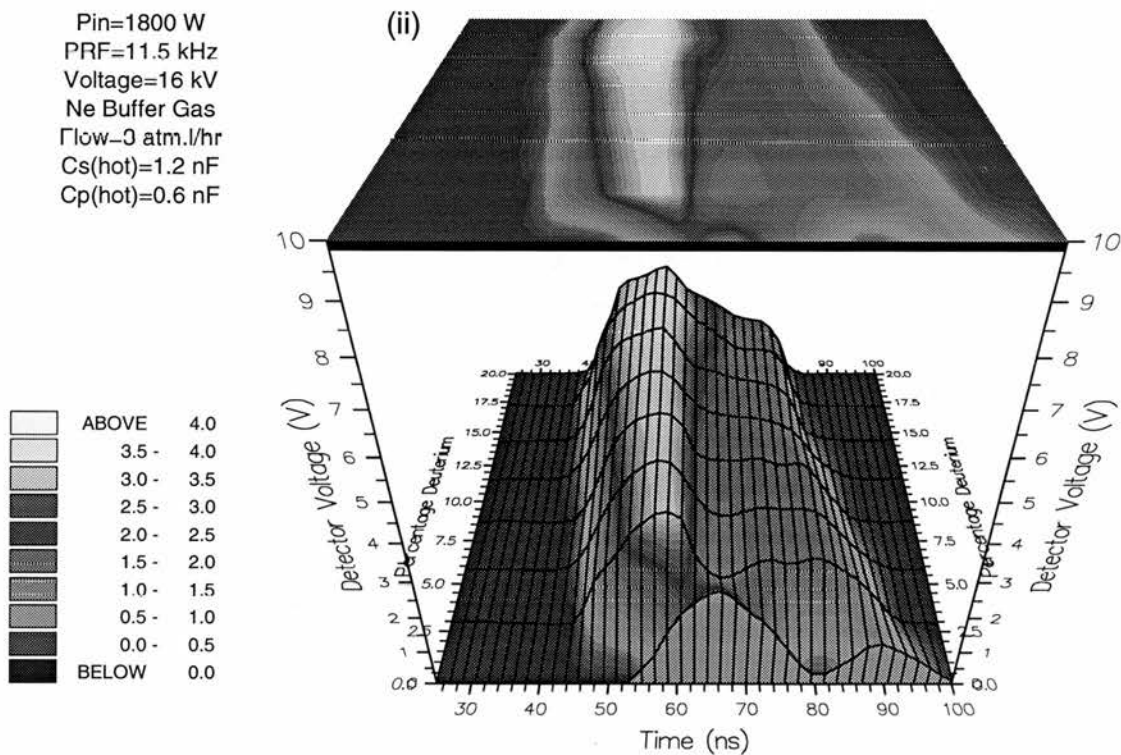 Pin=1800 W
PRF=11.5 kHz
Voltage=16 kV
Ne Buffer Gas
Flow=3 atm.l/hr
Cs(hot)=1.2 nF
Cp(hot)=0.6 nF
(ii)
10 10
9 9
8 8
7 7
6 6
5 5
4 4
3 3
2 2
1 1
0 0
Detector Voltage (V)
Detector Voltage (V)
30 90 100
20.0 20.0
17.5 17.5
15.0 15.0
12.5 12.5
10.0 10.0
7.5 7.5
5.0 5.0
2.5 2.5
0.0 0.0
Percentage Deuterium
Percentage Deuterium
ABOVE 4.0
3.5 - 4.0
3.0 - 3.5
2.5 - 3.0
2.0 - 2.5
1.5 - 2.0
1.0 - 1.5
0.5 - 1.0
0.0 - 0.5
BELOW 0.0
30 40 50 60 70 80 90 100
Time (ns)